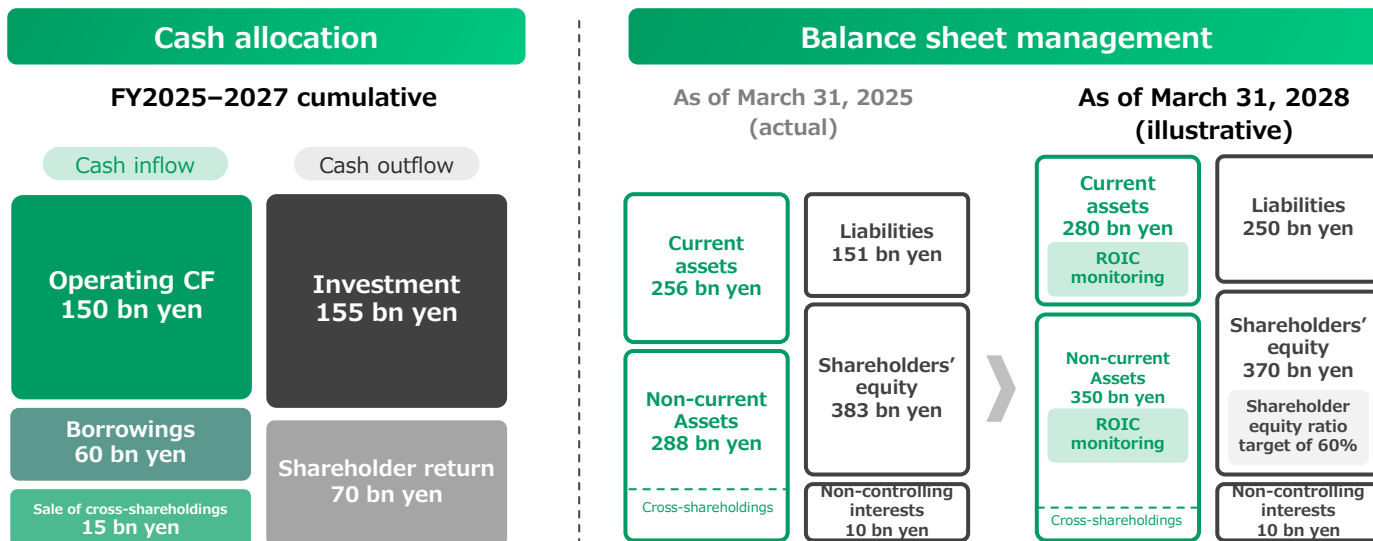 Cash allocation
FY2025–2027 cumulative
Cash inflow
Cash outflow
Operating CF
150 bn yen
Borrowings
60 bn yen
Sale of cross-shareholdings
15 bn yen
Investment
155 bn yen
Shareholder return
70 bn yen
Balance sheet management
As of March 31, 2025
(actual)
Current
assets
256 bn yen
Non-current
Assets
288 bn yen
Cross-shareholdings
Liabilities
151 bn yen
Shareholders’
equity
383 bn yen
Non-controlling
interests
10 bn yen
As of March 31, 2028
(illustrative)
Current
assets
280 bn yen
ROIC
monitoring
Non-current
Assets
350 bn yen
ROIC
monitoring
Cross-shareholdings
Liabilities
250 bn yen
Shareholders’
equity
370 bn yen
Shareholder
equity ratio
target of 60%
Non-controlling
interests
10 bn yen